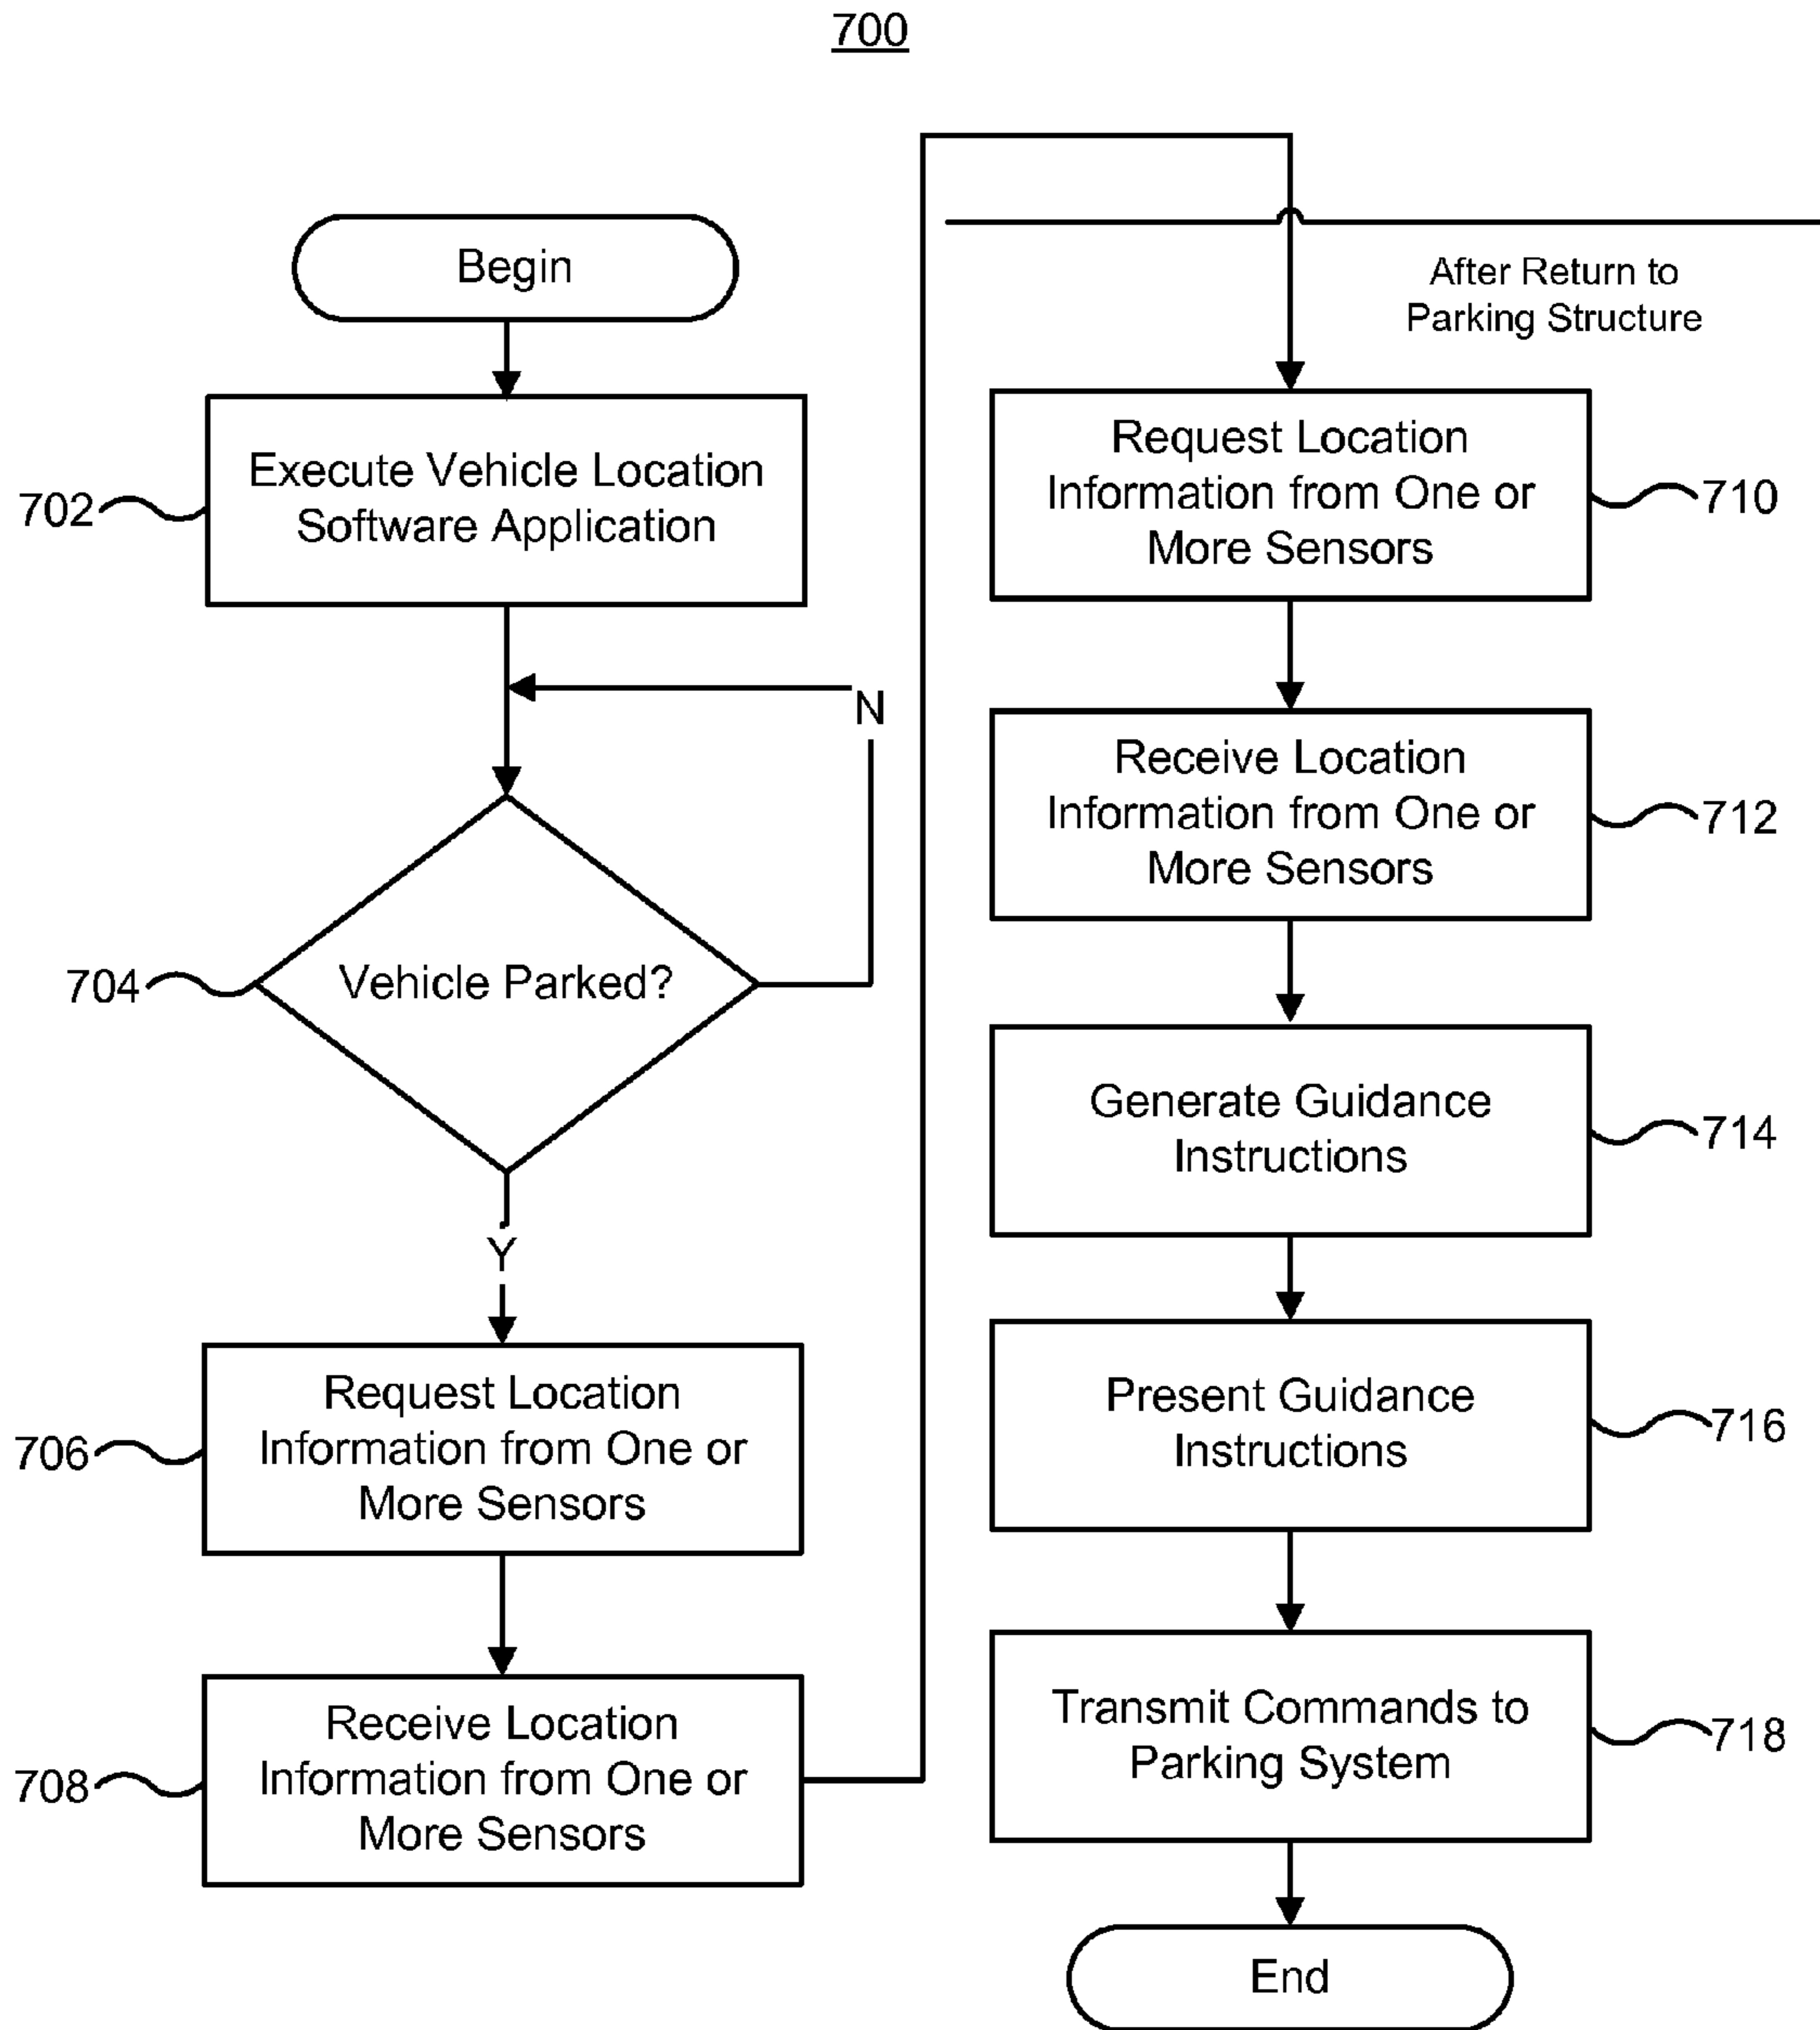 700
Begin
702
Execute Vehicle Location
Software Application
N
704
Vehicle Parked?
Y
706
Request Location
Information from One or
More Sensors
708
Receive Location
Information from One or
More Sensors
After Return to
Parking Structure
Request Location
Information from One or
More Sensors
710
Receive Location
Information from One or
More Sensors
712
Generate Guidance
Instructions
714
Present Guidance
Instructions
716
Transmit Commands to
Parking System
718
End